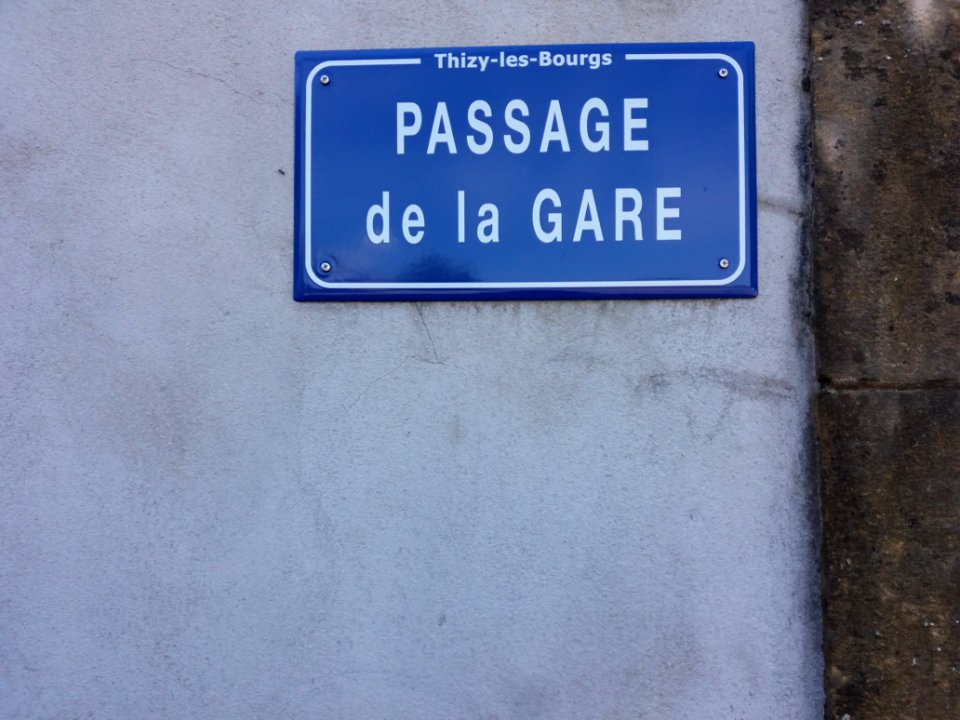 Thizy-les-Bourgs
PASSAGE
de la GARE